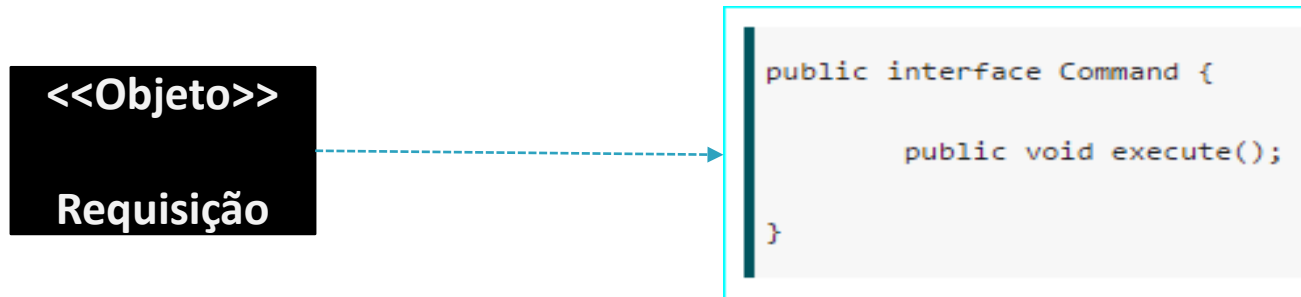 <<Objeto>>
Requisição
public interface Command {
public void execute();
}